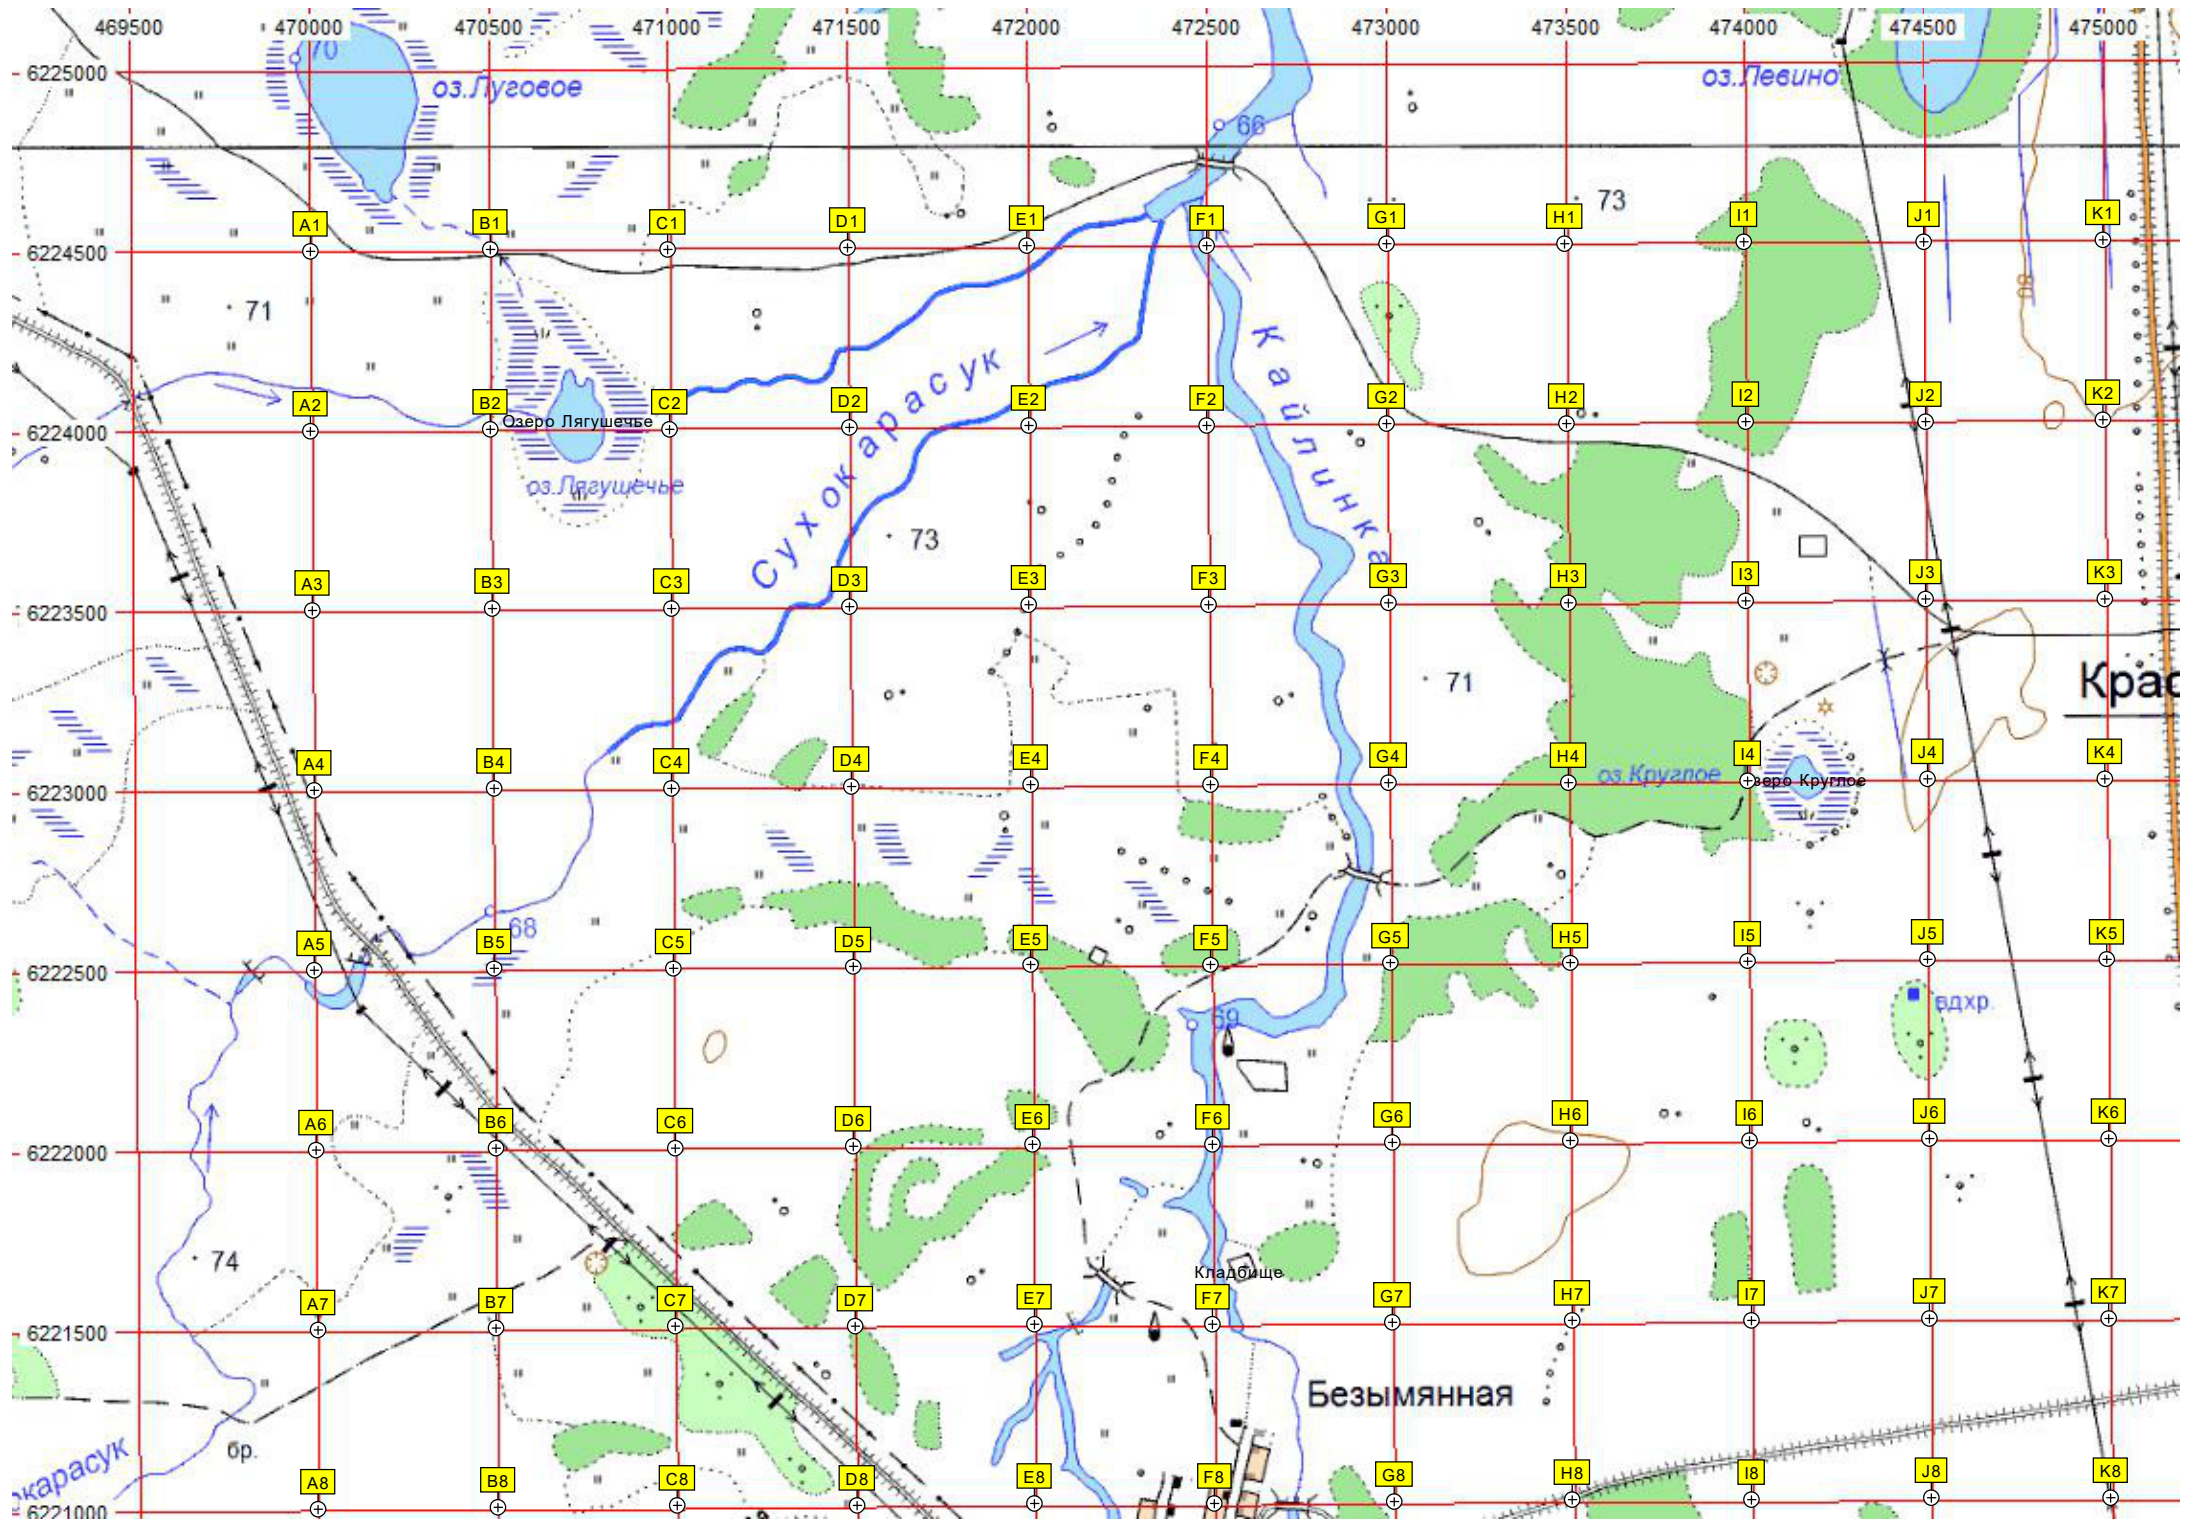 469500 470000 470500 471000 471500 472000 472500 473000 473500 474000 474500 475000
70
6225000
оз.Луговое
оз.Левино
66
73
A1 B1 C1 D1 E1 F1 G1 H1 I1 J1 K1
6224500
80
71
Сухокарасук
Кайлинка
A2 B2 C2 D2 E2 F2 G2 H2 I2 J2 K2
Озеро Лягушечье
6224000
оз.Лягушечье
73
A3 B3 C3 D3 E3 F3 G3 H3 I3 J3 K3
6223500
71
Крас
A4 B4 C4 D4 E4 F4 G4 H4 I4 J4 K4
оз.Круглое
зеро Круглое
6223000
68
A5 B5 C5 D5 E5 F5 G5 H5 I5 J5 K5
6222500
вдхр.
69
A6 B6 C6 D6 E6 F6 G6 H6 I6 J6 K6
6222000
74
Кладбище
A7 B7 C7 D7 E7 F7 G7 H7 I7 J7 K7
6221500
Безымянная
бр.
окарасук
A8 B8 C8 D8 E8 F8 G8 H8 I8 J8 K8
6221000